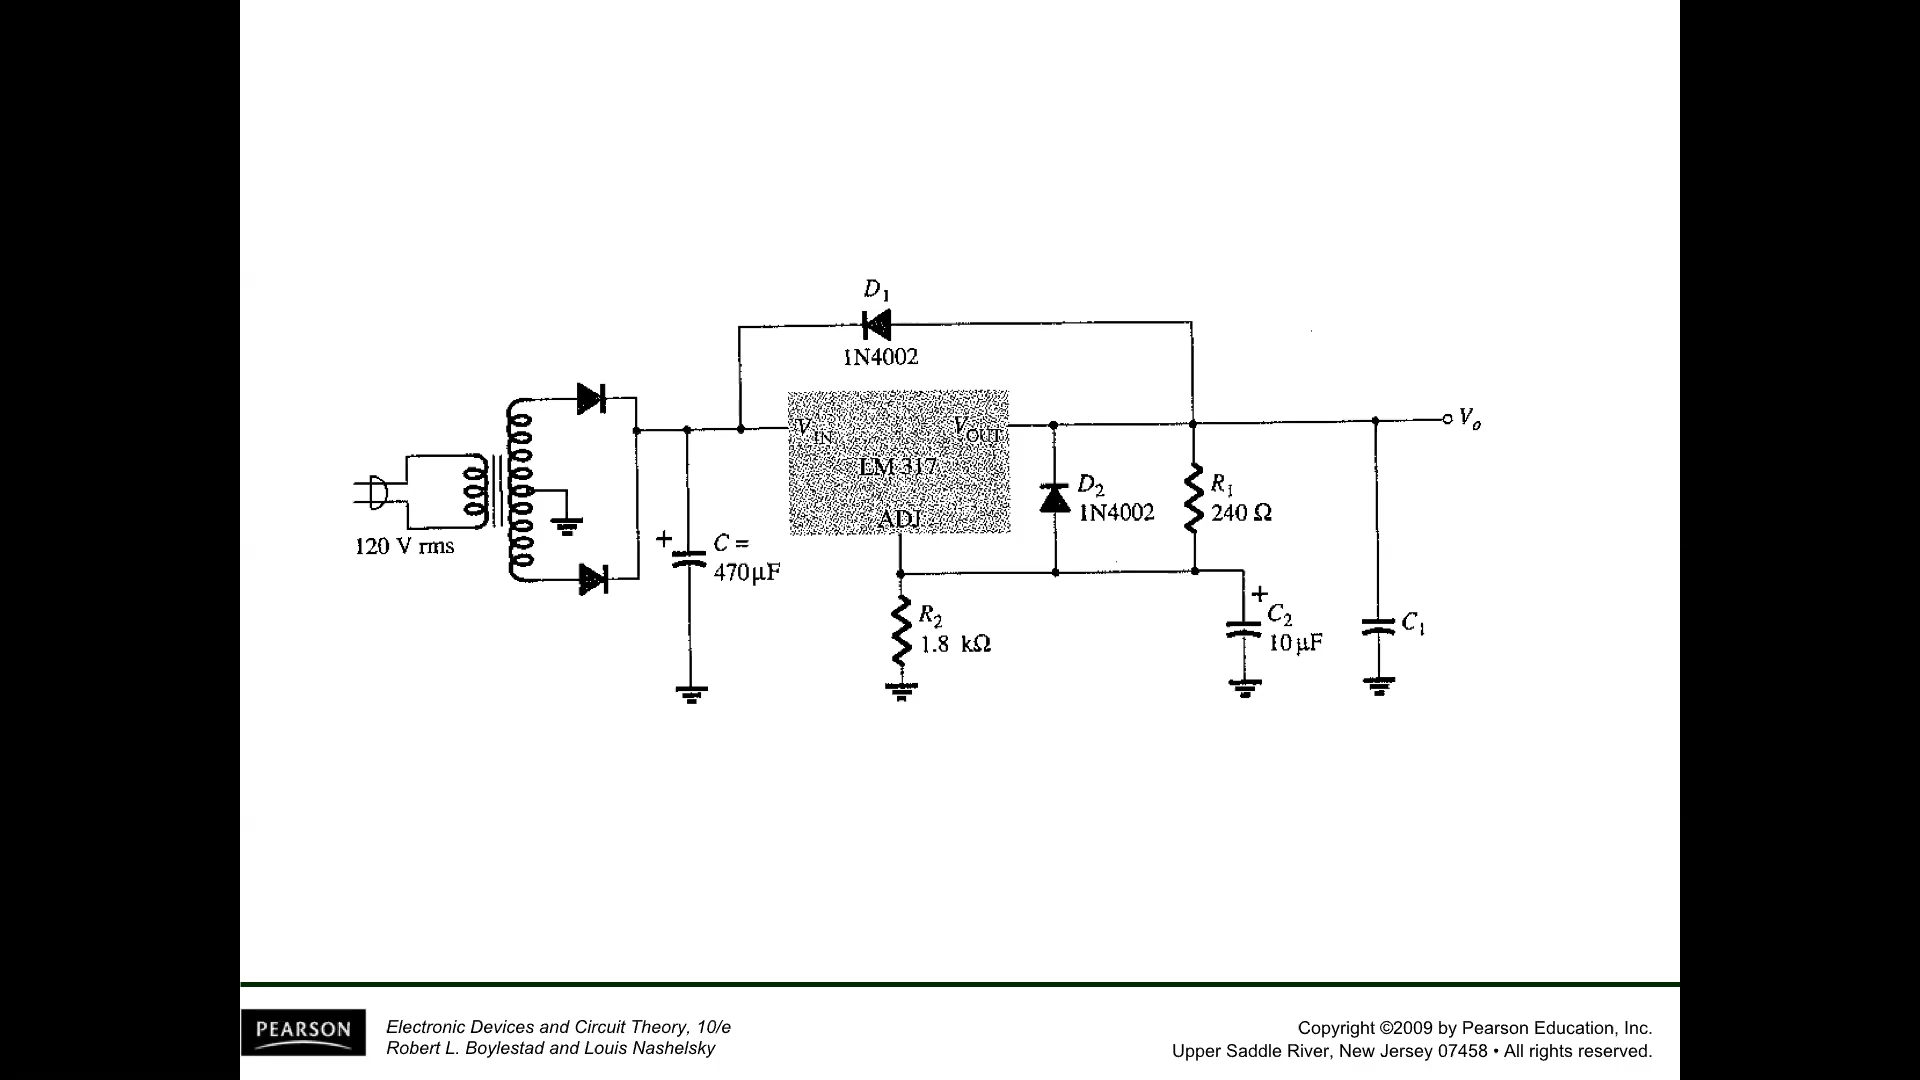 D1
1N4002
VIN
VOUT
LM 317
ADJ
120 V rms
+
C =
470μF
D2
1N4002
R1
240 Ω
Vo
R2
1.8 kΩ
+
C2
10 μF
C1
PEARSON
Electronic Devices and Circuit Theory, 10/e
Robert L. Boylestad and Louis Nashelsky
Copyright ©2009 by Pearson Education, Inc.
Upper Saddle River, New Jersey 07458 • All rights reserved.